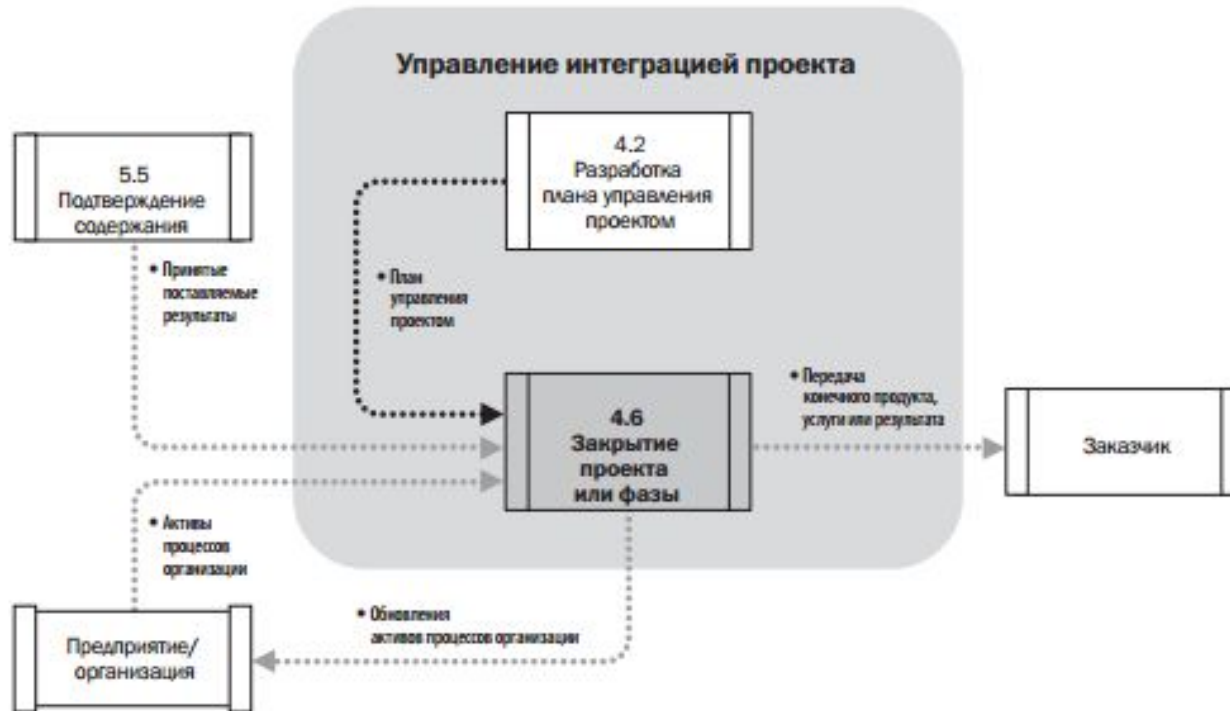 Управление интеграцией проекта
5.5
Подтверждение
содержания
4.2
Разработка
плана управления
проектом
• Принятые
поставляемые
результаты
• План
управления
проектом
4.6
Закрытие
проекта
или фазы
• Передача
конечного продукта,
услуги или результата
Заказчик
• Активы
процессов
организации
Предприятие/
организация
• Обновления
активов процессов организации